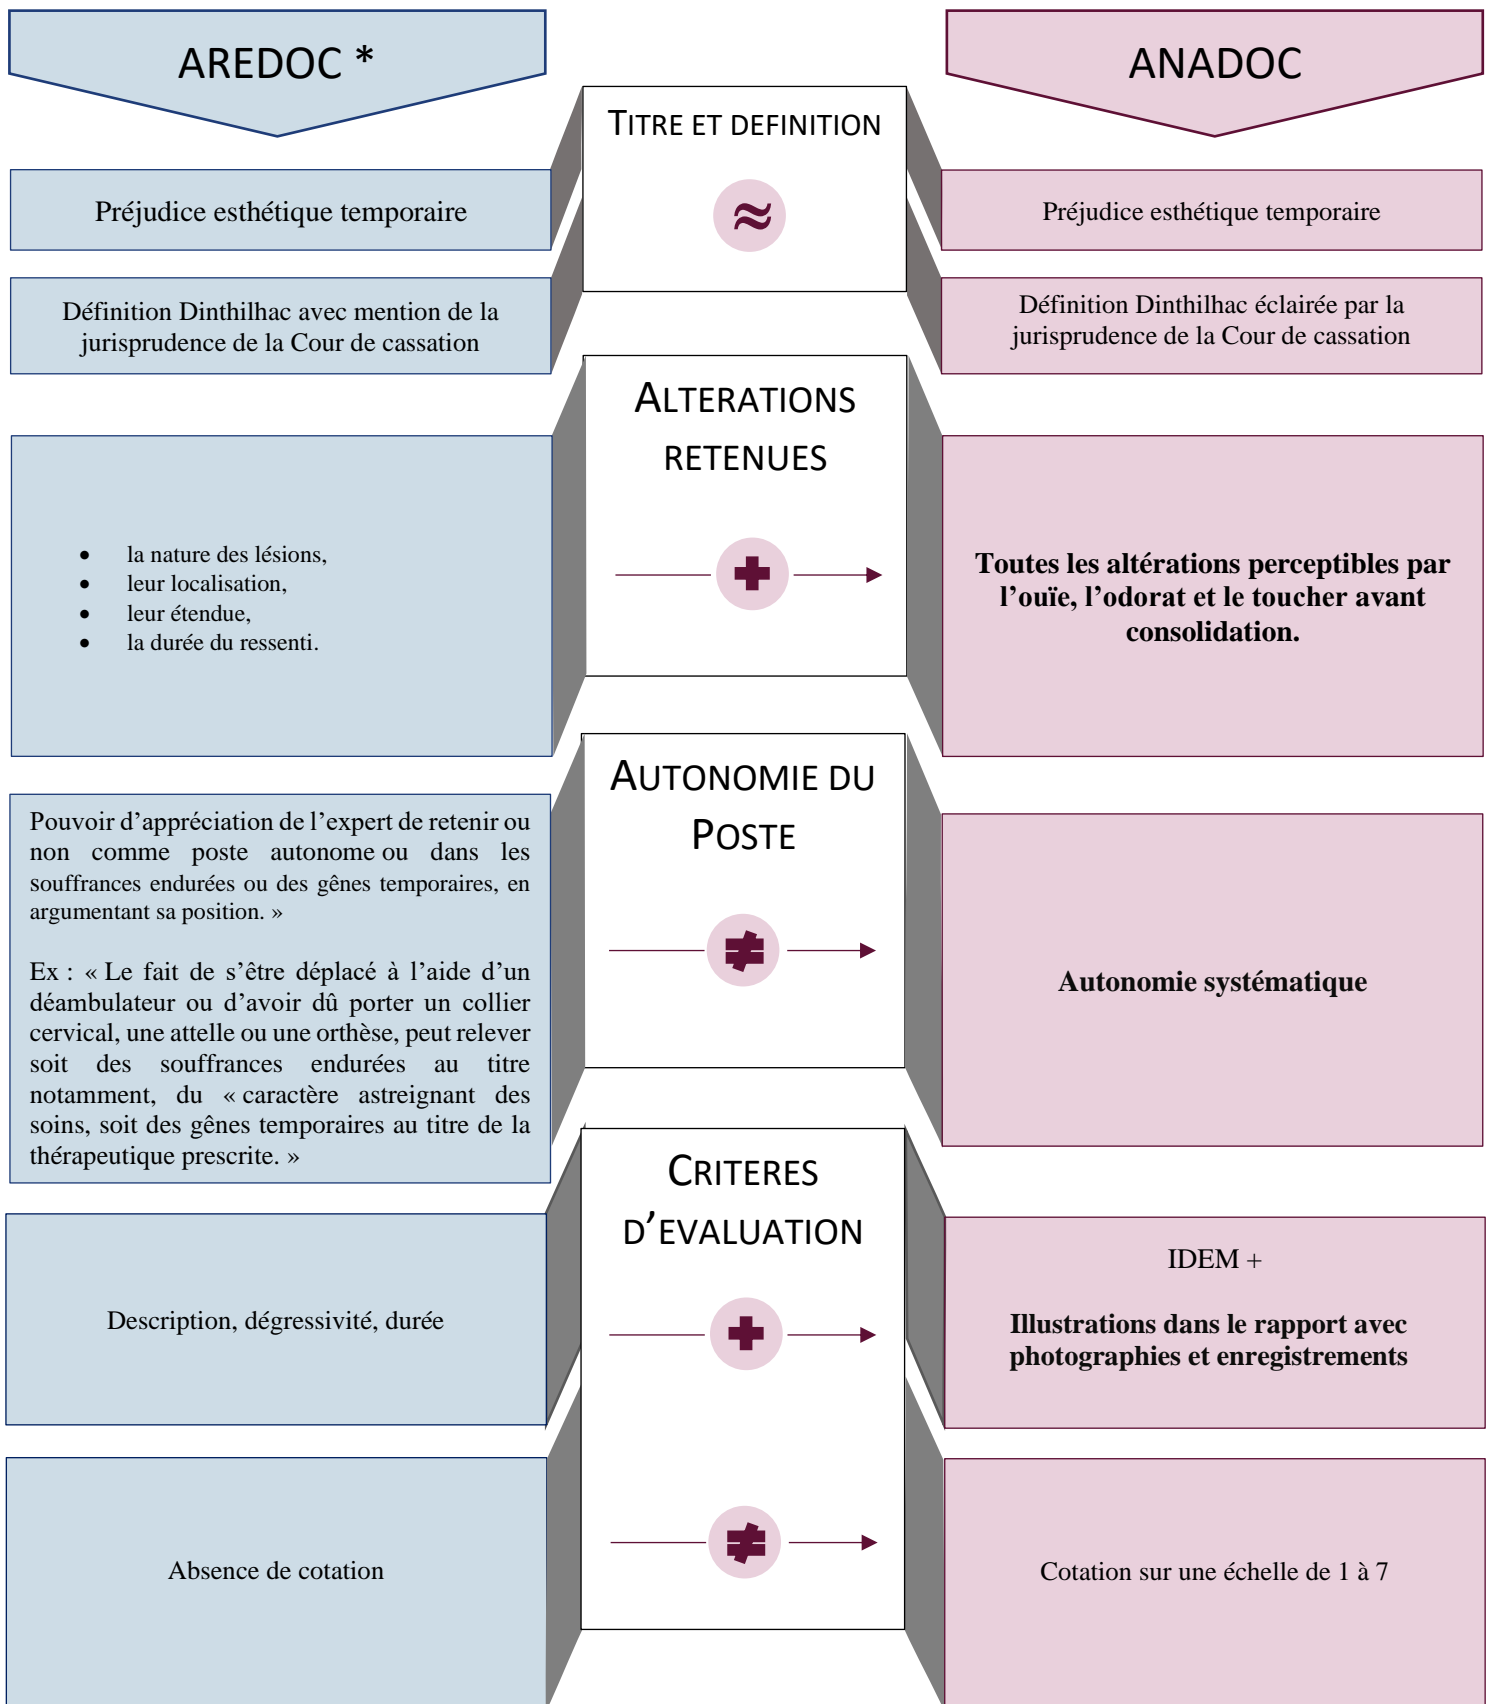 AREDOC *
ANADOC
TITRE ET DEFINITION
≈
Préjudice esthétique temporaire
Préjudice esthétique temporaire
Définition Dinthilhac avec mention de la
jurisprudence de la Cour de cassation
Définition Dinthilhac éclairée par la
jurisprudence de la Cour de cassation
ALTERATIONS
RETENUES
• la nature des lésions,
• leur localisation,
• leur étendue,
• la durée du ressenti.
Toutes les altérations perceptibles par
l’ouïe, l’odorat et le toucher avant
consolidation.
AUTONOMIE DU
POSTE
Pouvoir d’appréciation de l’expert de retenir ou
non comme poste autonome ou dans les
souffrances endurées ou des gênes temporaires, en
argumentant sa position. »
Ex : « Le fait de s’être déplacé à l’aide d’un
déambulateur ou d’avoir dû porter un collier
cervical, une attelle ou une orthèse, peut relever
soit des souffrances endurées au titre
notamment, du « caractère astreignant des
soins, soit des gênes temporaires au titre de la
thérapeutique prescrite. »
Autonomie systématique
CRITERES
D’EVALUATION
Description, dégressivité, durée
IDEM +
Illustrations dans le rapport avec
photographies et enregistrements
Absence de cotation
Cotation sur une échelle de 1 à 7